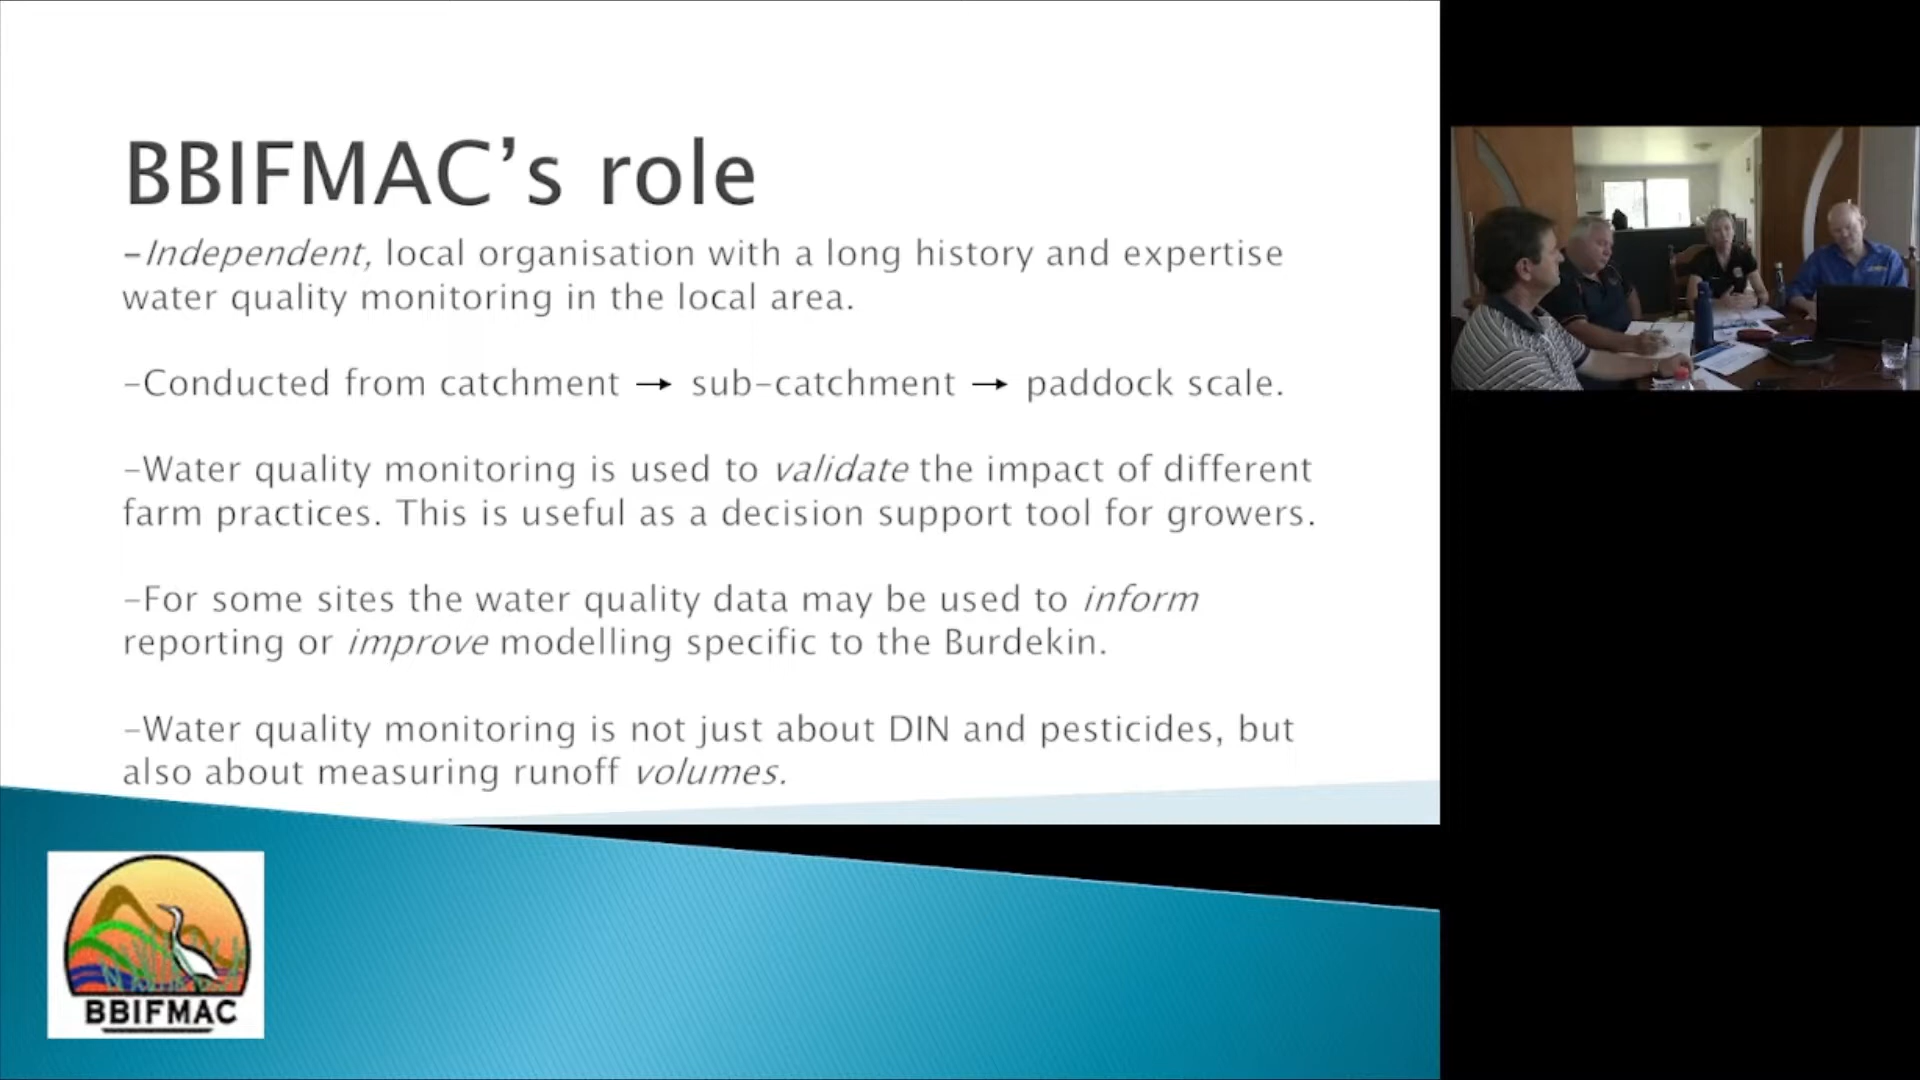 BBIFMAC’s role
-Independent, local organisation with a long history and expertise
water quality monitoring in the local area.
-Conducted from catchment → sub-catchment → paddock scale.
-Water quality monitoring is used to validate the impact of different
farm practices. This is useful as a decision support tool for growers.
-For some sites the water quality data may be used to inform
reporting or improve modelling specific to the Burdekin.
-Water quality monitoring is not just about DIN and pesticides, but
also about measuring runoff volumes.
BBIFMAC